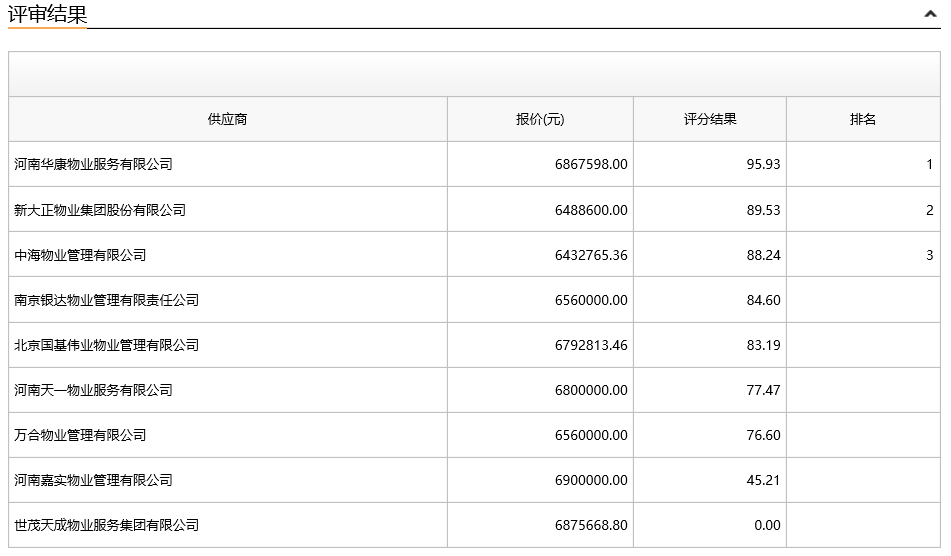 评审结果
供应商 报价(元) 评分结果 排名
河南华康物业服务有限公司 6867598.00 95.93 1
新大正物业集团股份有限公司 6488600.00 89.53 2
中海物业管理有限公司 6432765.36 88.24 3
南京银达物业管理有限责任公司 6560000.00 84.60
北京国基伟业物业管理有限公司 6792813.46 83.19
河南天一物业服务有限公司 6800000.00 77.47
万合物业管理有限公司 6560000.00 76.60
河南嘉实物业管理有限公司 6900000.00 45.21
世茂天成物业服务集团有限公司 6875668.80 0.00